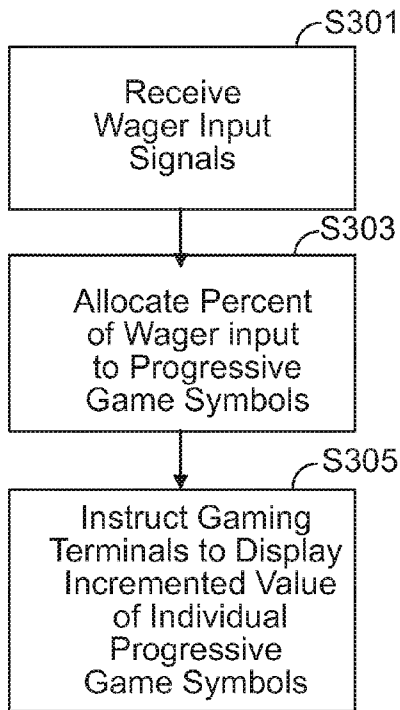 S301
Receive
Wager Input
Signals
S303
Allocate Percent
of Wager input
to Progressive
Game Symbols
S305
Instruct Gaming
Terminals to Display
Incremented Value
of Individual
Progressive
Game Symbols